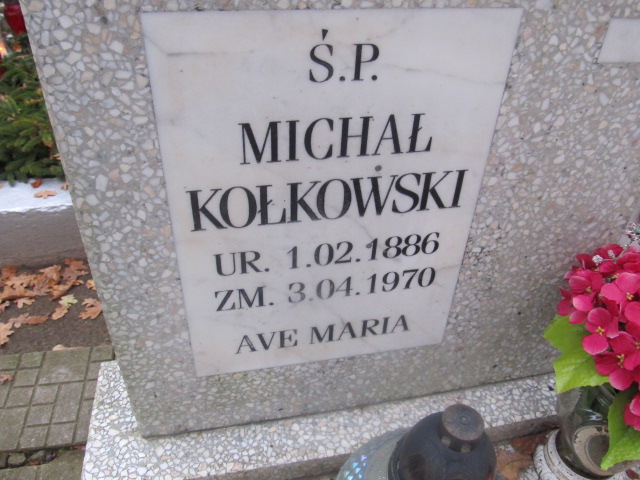 Ś.P.
MICHAŁ
KOŁKOWSKI
UR. 1.02.1886
ZM. 3.04.1970
AVE MARIA